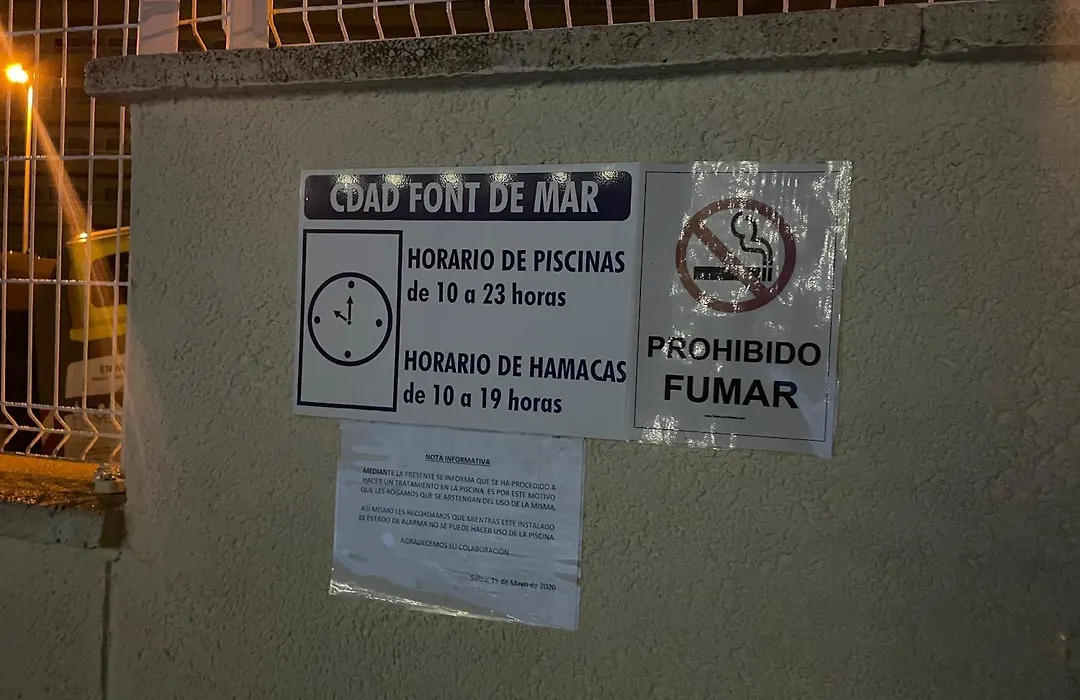 CDAD FONT DE MAR
HORARIO DE PISCINAS
de 10 a 23 horas
HORARIO DE HAMACAS
de 10 a 19 horas
PROHIBIDO
FUMAR
NOTA INFORMATIVA
MEDIANTE LA PRESENTE SE INFORMA QUE SE HA PROCEDIDO A
HACER UN TRATAMIENTO EN LA PISCINA. ES POR ESTE MOTIVO
QUE LES ROGAMOS QUE SE ABSTENGAN DEL USO DE LA MISMA.
ASÍ MISMO LES RECORDAMOS QUE MIENTRAS ESTE INSTALADO
EL ESTADO DE ALARMA NO SE PUEDE HACER USO DE LA PISCINA.
AGRADECEMOS SU COLABORACIÓN
Salou, 15 de Mayo de 2020